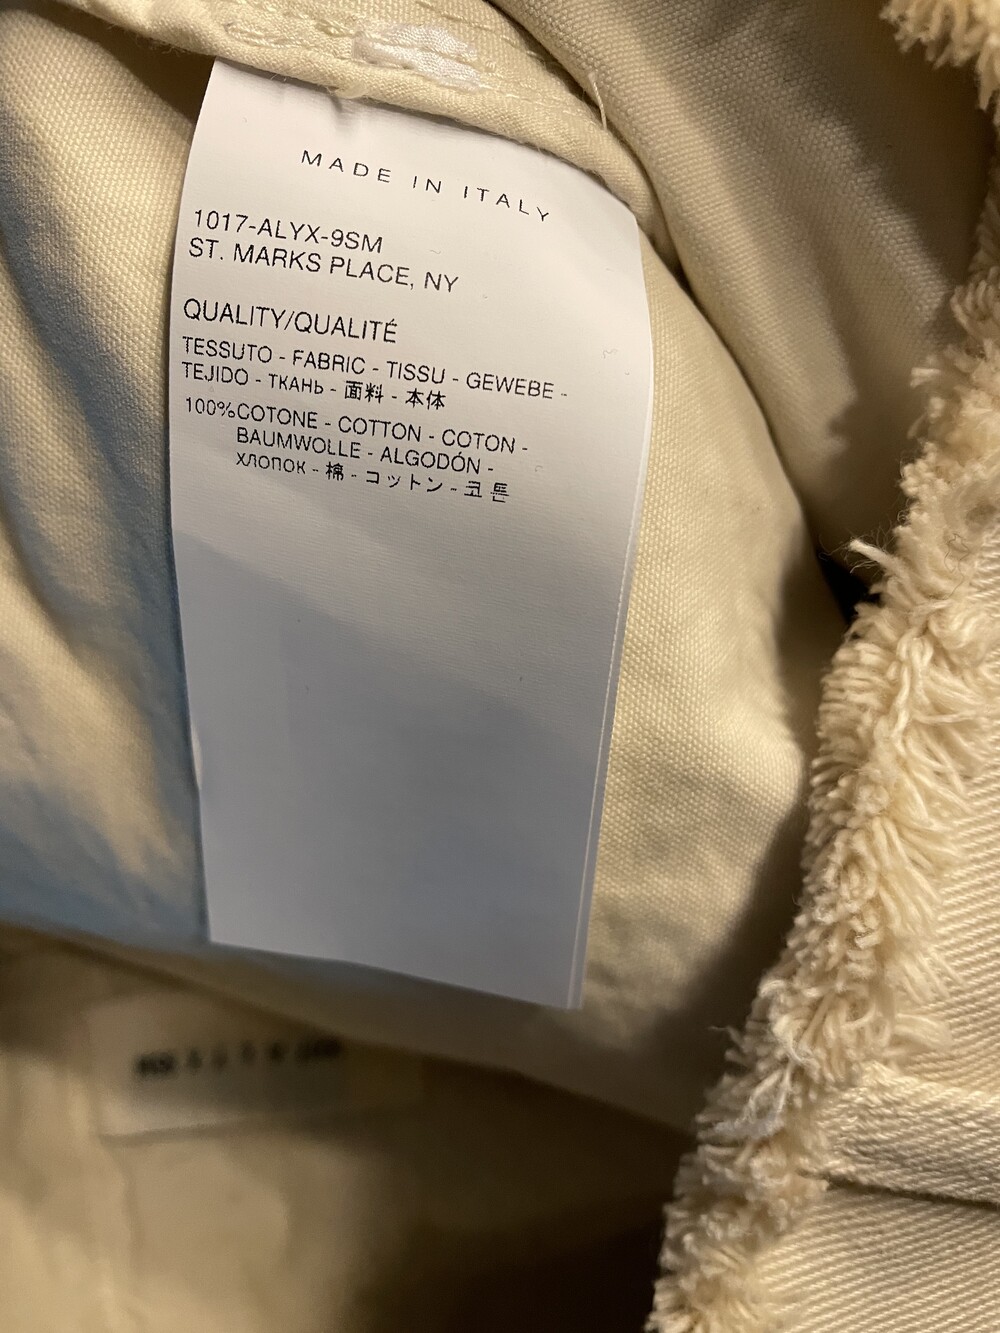 MADE IN ITALY
1017-ALYX-9SM
ST. MARKS PLACE, NY
QUALITY/QUALITÉ
TESSUTO - FABRIC - TISSU - GEWEBE -
TEJIDO - ТКАНЬ - 面料 - 本体
100%COTONE - COTTON - COTON -
BAUMWOLLE - ALGODÓN -
ХЛОПОК - 棉 - コットン - 코튼